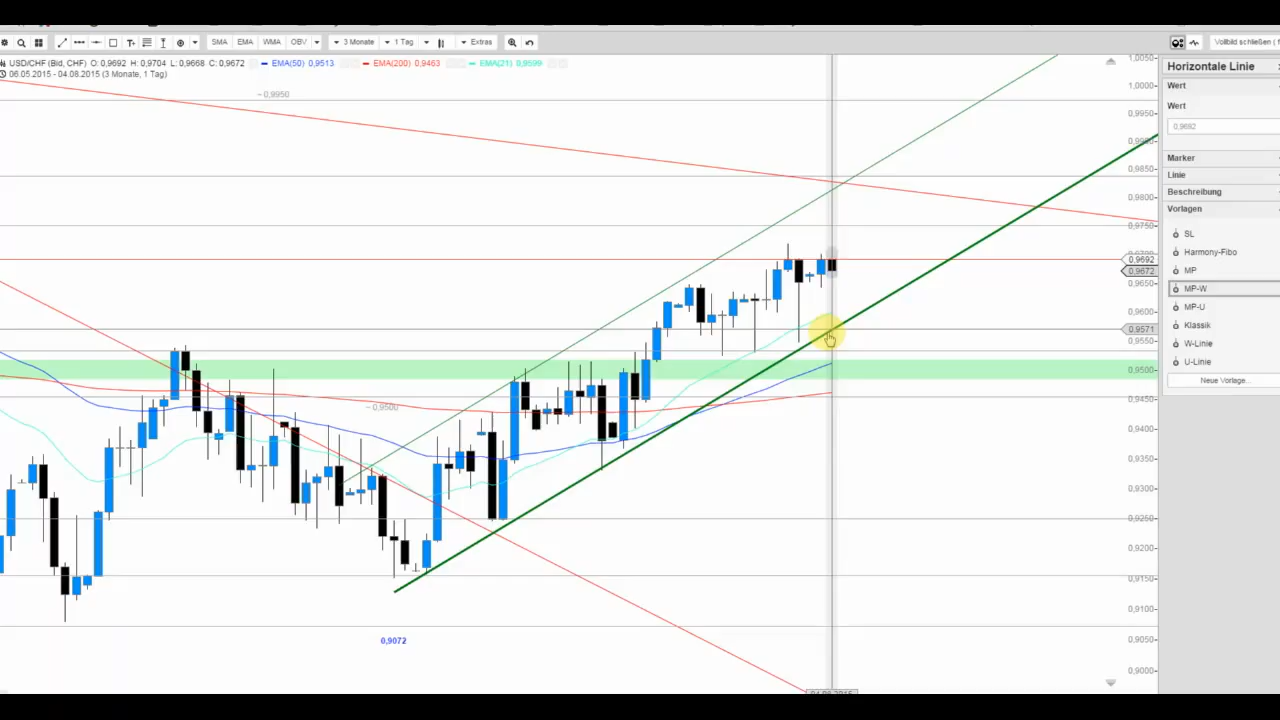 T+
SMA EMA WMA OBV
3 Monate 1 Tag Extras
Vollbild schließen (
USD/CHF (Bid, CHF) O: 0,9692 H: 0,9704 L: 0,9668 C: 0,9672 EMA(50) 0,9513 EMA(200) 0,9463 EMA(21) 0,9599
06.05.2015 - 04.08.2015 (3 Monate, 1 Tag)
0,9950
0,9500
0,9072
1,0050
1,0000
0,9950
0,9800
0,9750
0,9692
0,9672
0,9650
0,9600
0,9571
0,9550
0,9500
0,9450
0,9400
0,9350
0,9300
0,9250
0,9200
0,9150
0,9100
0,9050
0,9000
Horizontale Linie
Wert
Wert
0,9692
Marker
Linie
Beschreibung
Vorlagen
SL
Harmony-Fibo
MP
MP-W
MP-U
Klassik
W-Linie
U-Linie
Neue Vorlage...